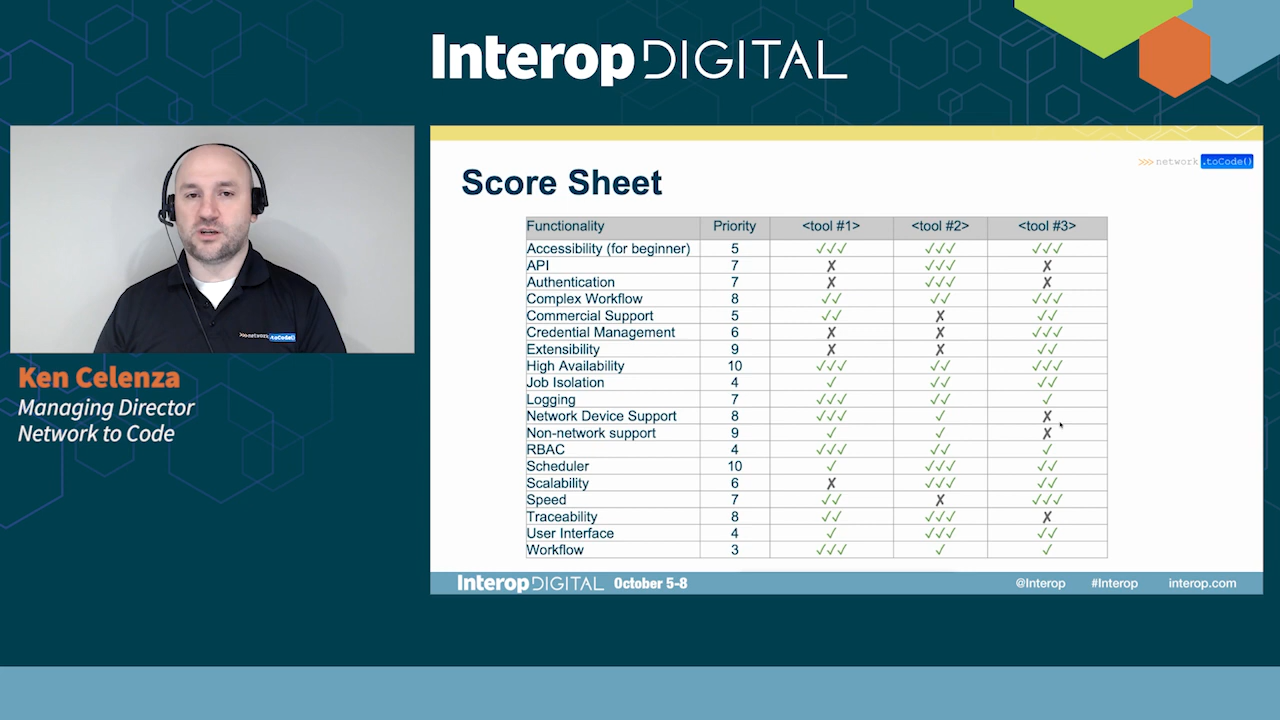 Interop DIGITAL
>>> network .toCode()
Score Sheet
Functionality Priority <tool #1> <tool #2> <tool #3>
Accessibility (for beginner) 5 ✓✓✓ ✓✓✓ ✓✓✓
API 7 ✗ ✓✓✓ ✗
Authentication 7 ✗ ✓✓✓ ✗
Complex Workflow 8 ✓✓ ✓✓ ✓✓✓
Commercial Support 5 ✓✓ ✗ ✓✓
Credential Management 6 ✗ ✗ ✓✓✓
Extensibility 9 ✗ ✗ ✓✓
High Availability 10 ✓✓✓ ✓✓ ✓✓✓
Job Isolation 4 ✓ ✓✓ ✓✓
Logging 7 ✓✓✓ ✓✓ ✓
Network Device Support 8 ✓✓✓ ✓ ✗
Non-network support 9 ✓ ✓ ✗
RBAC 4 ✓✓✓ ✓✓ ✓
Scheduler 10 ✓ ✓✓✓ ✓✓
Scalability 6 ✗ ✓✓✓ ✓✓
Speed 7 ✓✓ ✗ ✓✓✓
Traceability 8 ✓✓ ✓✓✓ ✗
User Interface 4 ✓ ✓✓✓ ✓✓
Workflow 3 ✓✓✓ ✓ ✓
Interop DIGITAL October 5-8 @Interop #Interop interop.com
>>>network .toCode()
Ken Celenza
Managing Director
Network to Code